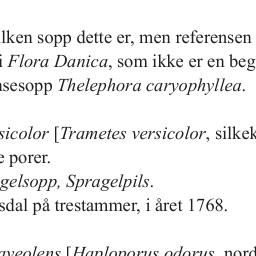 lken sopp dette er, men referensen
i Flora Danica, som ikke er en beg
sesopp Thelephora caryophyllea.
sicolor [Trametes versicolor, silkek
e porer.
gelsopp, Spragelpils.
sdal på trestammer, i året 1768.
aveolens [Haploporus odorus, nord